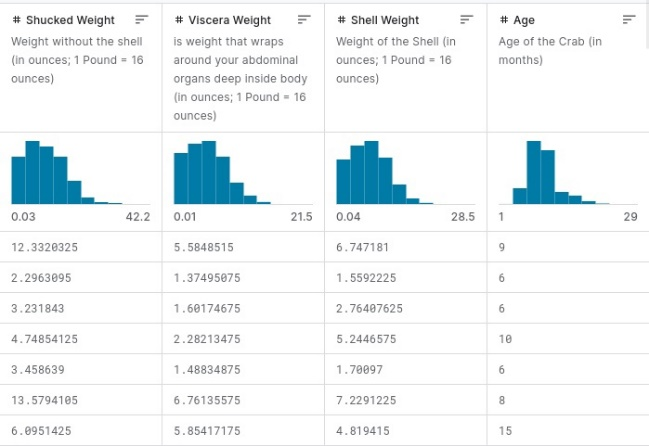 # Shucked Weight
Weight without the shell
(in ounces; 1 Pound = 16
ounces)
# Viscera Weight
is weight that wraps
around your abdominal
organs deep inside body
(in ounces; 1 Pound = 16
ounces)
# Shell Weight
Weight of the Shell (in
ounces; 1 Pound = 16
ounces)
# Age
Age of the Crab (in
months)
0.03 42.2 0.01 21.5 0.04 28.5 1 29
12.3320325 5.5848515 6.747181 9
2.2963095 1.37495075 1.5592225 6
3.231843 1.60174675 2.76407625 6
4.74854125 2.28213475 5.2446575 10
3.458639 1.48834875 1.70097 6
13.5794105 6.76135575 7.2291225 8
6.0951425 5.85417175 4.819415 15